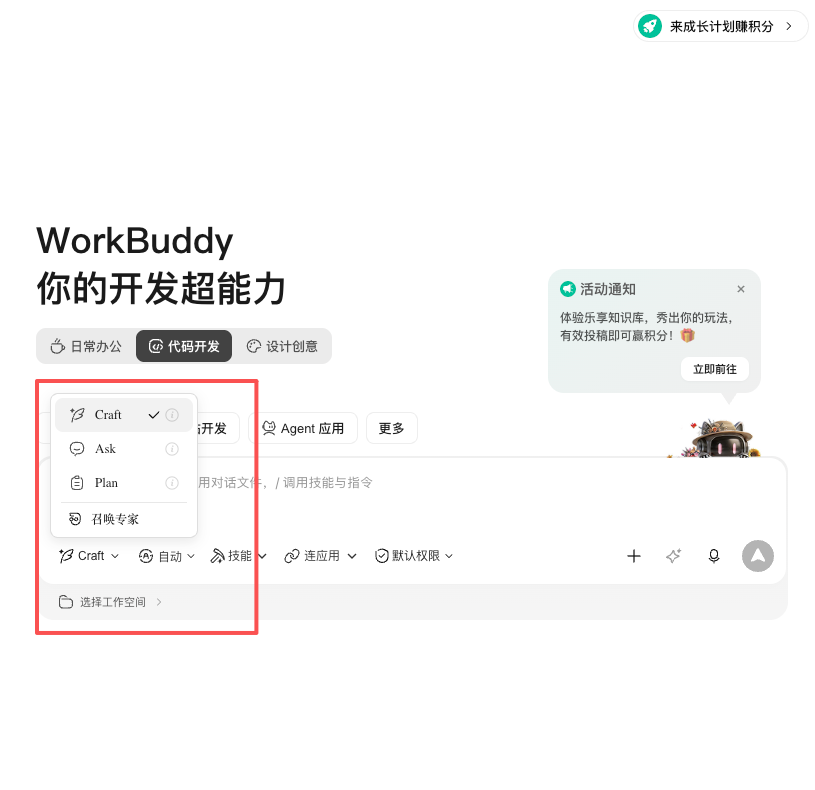 来成长计划赚积分
WorkBuddy
你的开发超能力
活动通知
体验乐享知识库，秀出你的玩法，
有效投稿即可赢积分！
立即前往
日常办公
代码开发
设计创意
Craft
Ask
Plan
召唤专家
开发
Agent 应用
更多
用对话文件，/ 调用技能与指令
Craft
自动
技能
连应用
默认权限
选择工作空间